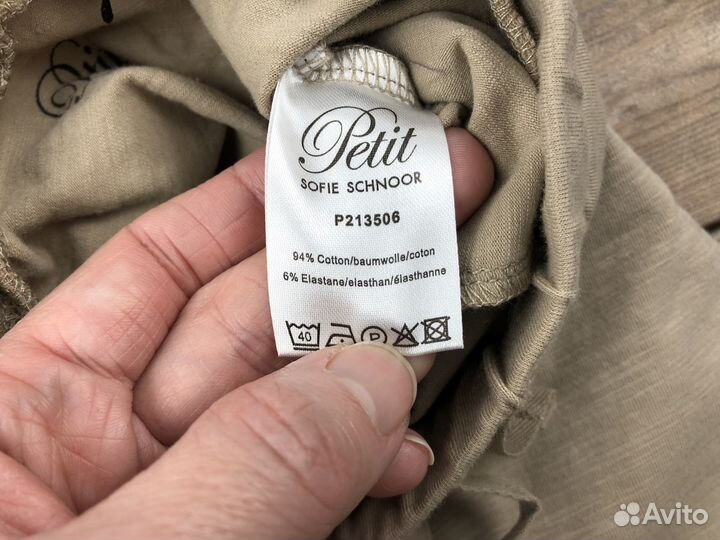 Petit
SOFIE SCHNOOR
P213506
94% Cotton/baumwolle/coton
6% Elastane/elasthan/élasthanne
40
P
Avito